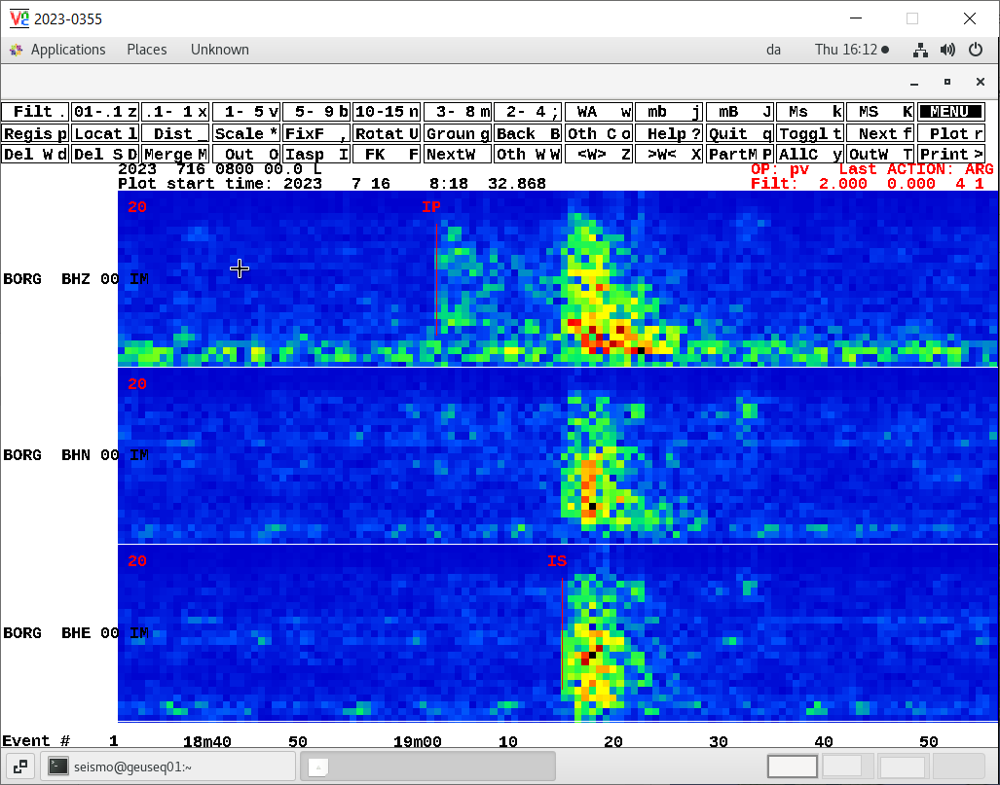 2023-0355
Applications Places Unknown da Thu 16:12
Filt . 01-.1 z .1- 1 x 1- 5 v 5- 9 b 10-15 n 3- 8 m 2- 4 ; WA w mb j mB J Ms k MS K MENU
Regis p Locat l Dist _ Scale * FixF , Rotat U Groun g Back B Oth C o Help ? Quit q Toggl t Next f Plot r
Del W d Del S D Merge M Out O Iasp I FK F NextW Oth W W <W> Z >W< X PartM P AllC y OutW T Print >
2023 716 0800 00.0 L OP: pv Last ACTION: ARG
Plot start time: 2023 7 16 8:18 32.868 Filt: 2.000 0.000 4 1
20 IP
BORG BHZ 00 IM
20
BORG BHN 00 IM
20 IS
BORG BHE 00 IM
Event # 1 18m40 50 19m00 10 20 30 40 50
seismo@geuseq01:~